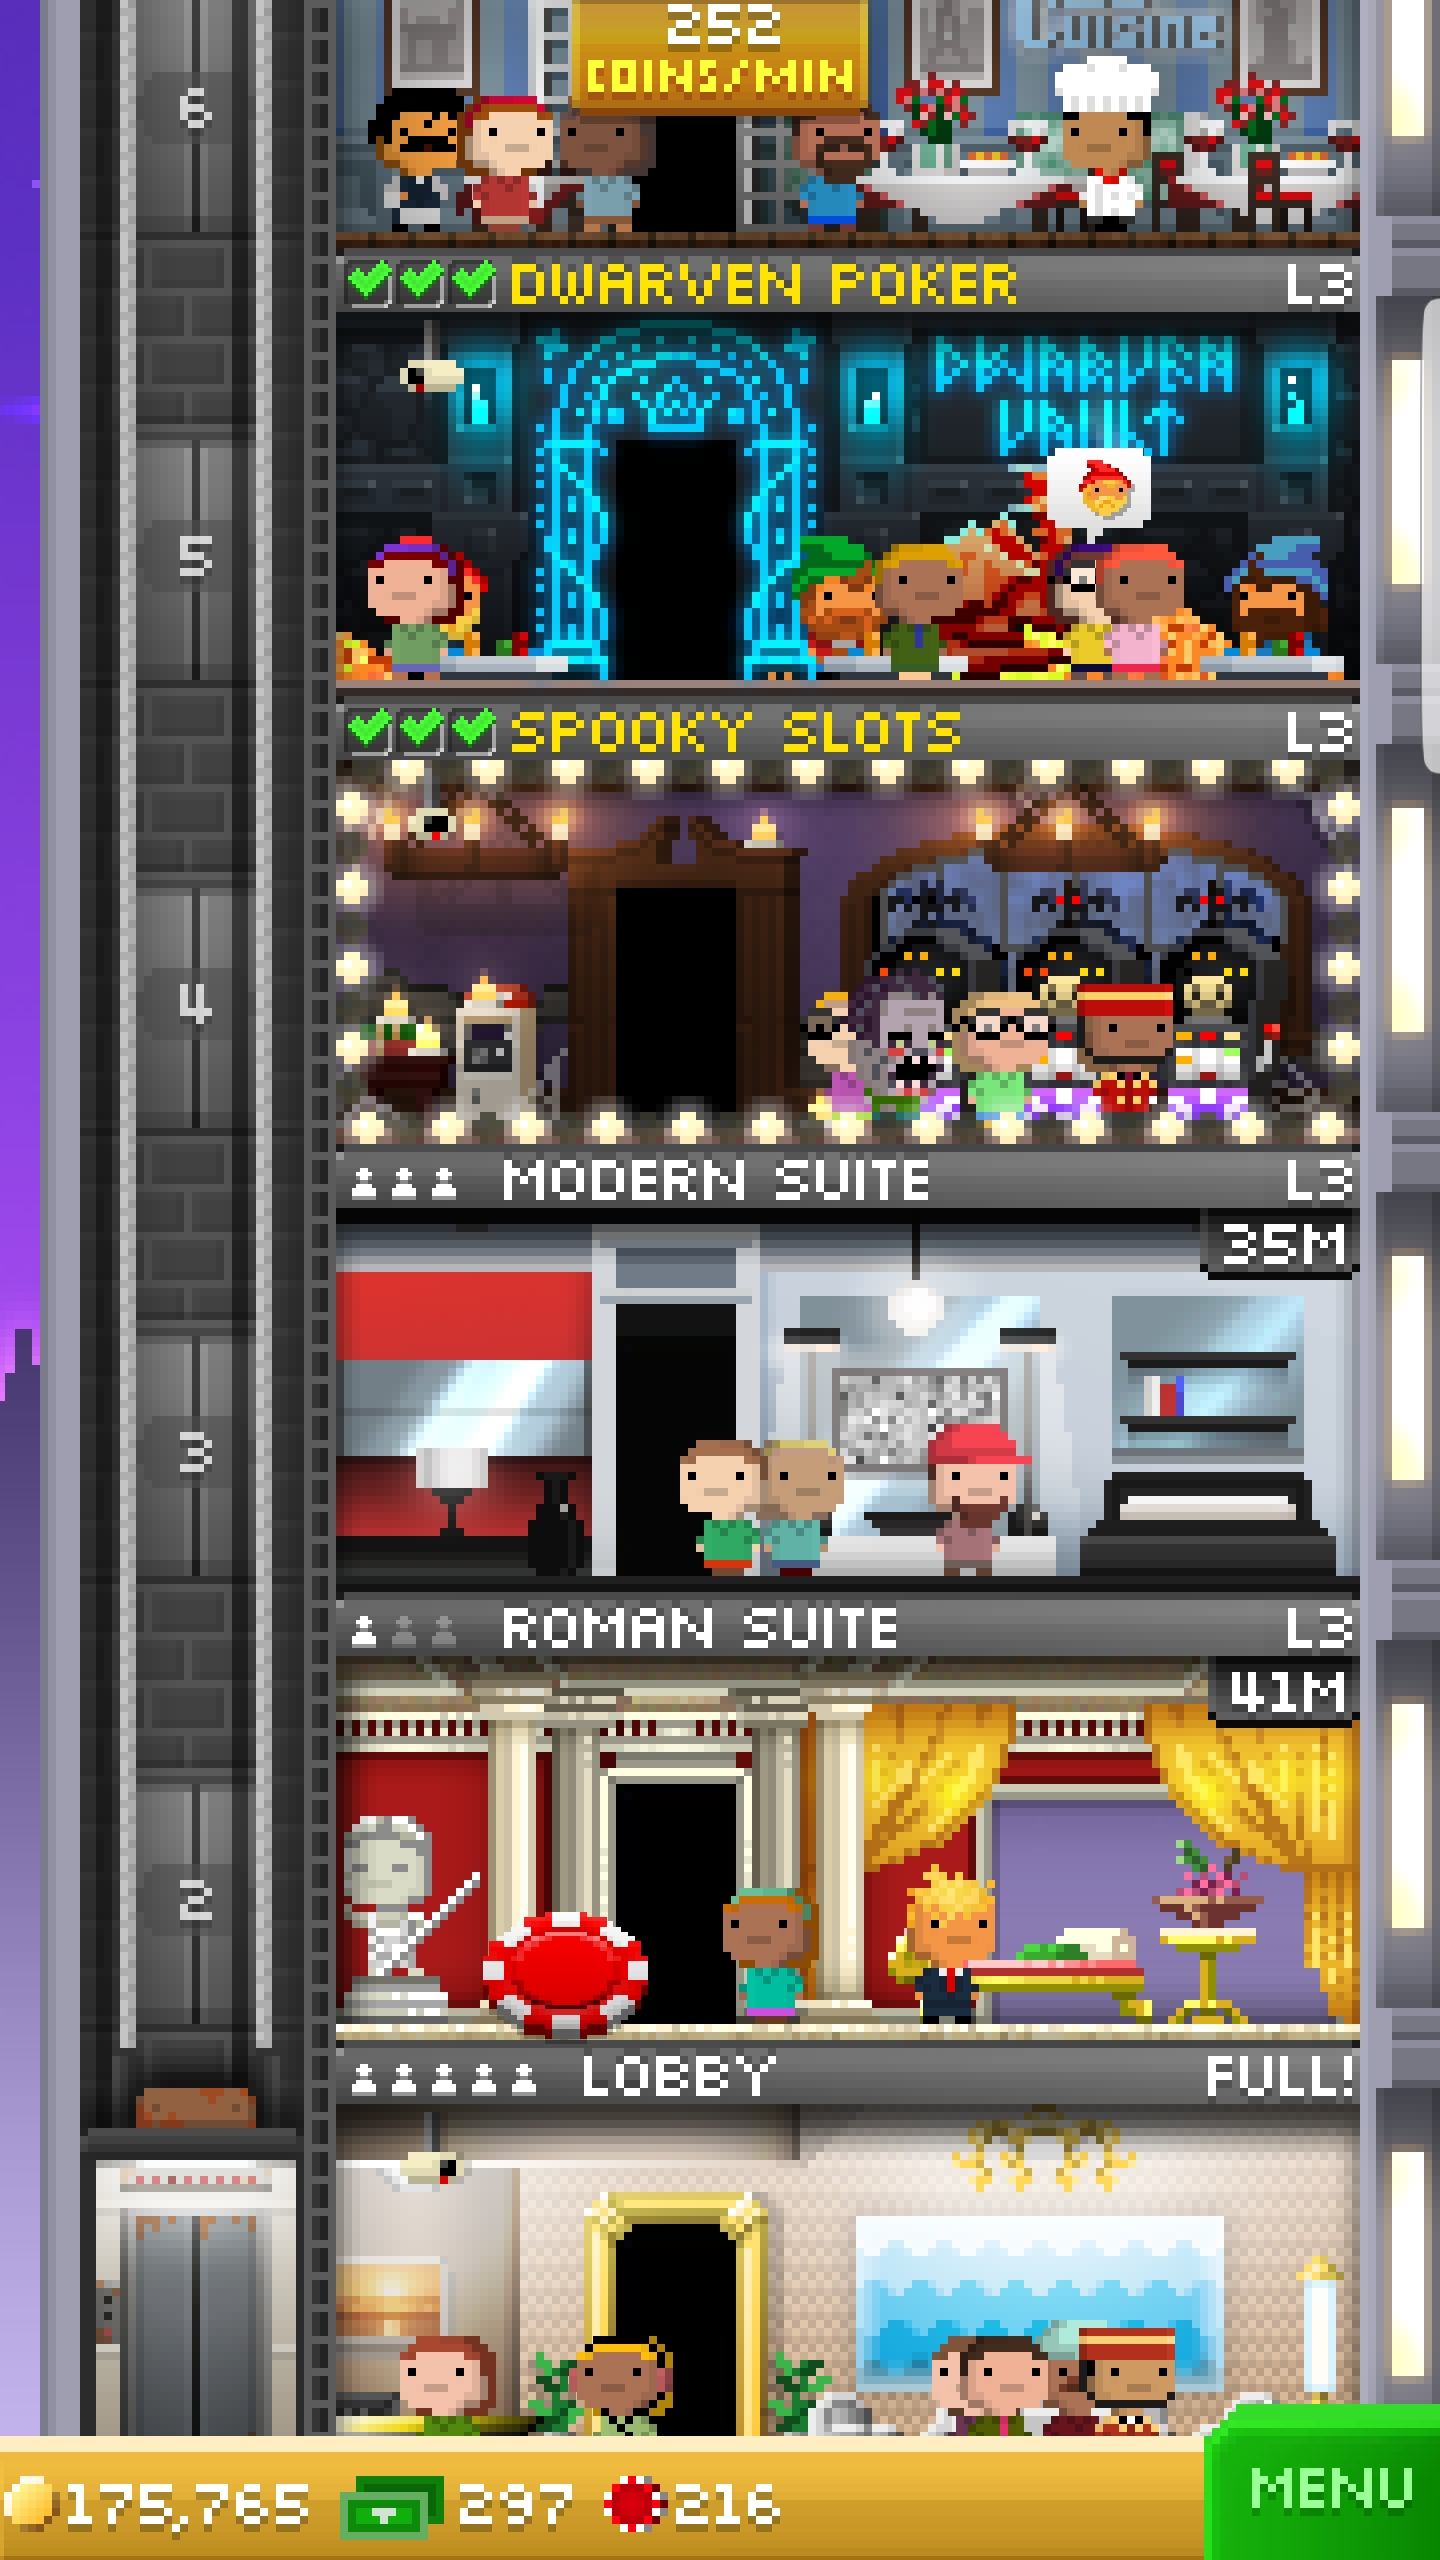 Cuisine
252
COINS/MIN
6
DWARVEN POKER L3
DWARVEN
VAULT
5
SPOOKY SLOTS L3
4
MODERN SUITE L3
35M
3
ROMAN SUITE L3
41M
2
LOBBY FULL!
175,765 297 216
MENU